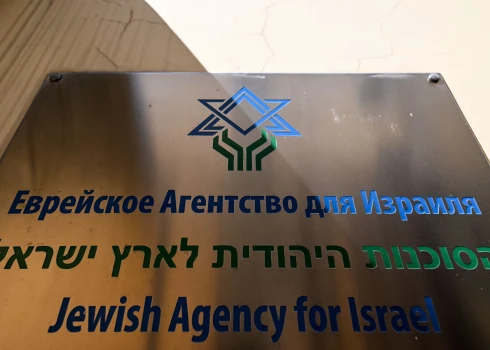 Еврейское Агентство для Израиля
הסוכנות היהודית לארץ ישראל
Jewish Agency for Israel